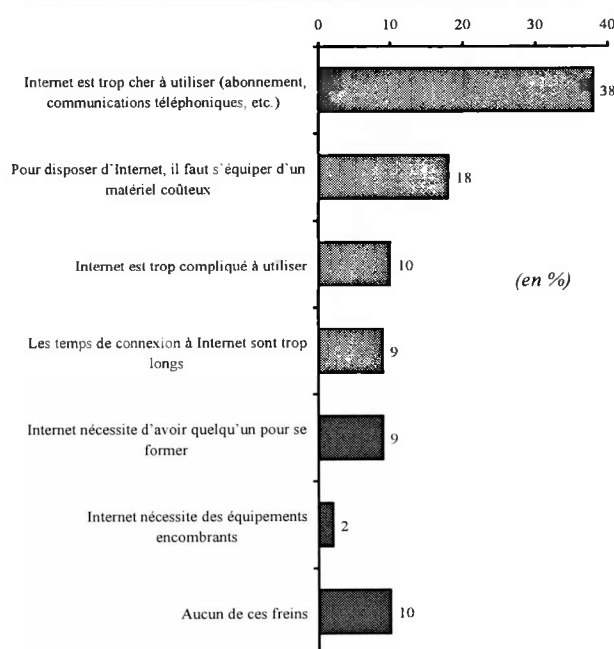 0 10 20 30 40
Internet est trop cher à utiliser (abonnement,
communications téléphoniques, etc.)
38
Pour disposer d'Internet, il faut s'équiper d'un
matériel coûteux
18
Internet est trop compliqué à utiliser
10
(en %)
Les temps de connexion à Internet sont trop
longs
9
Internet nécessite d'avoir quelqu'un pour se
former
9
Internet nécessite des équipements
encombrants
2
Aucun de ces freins
10